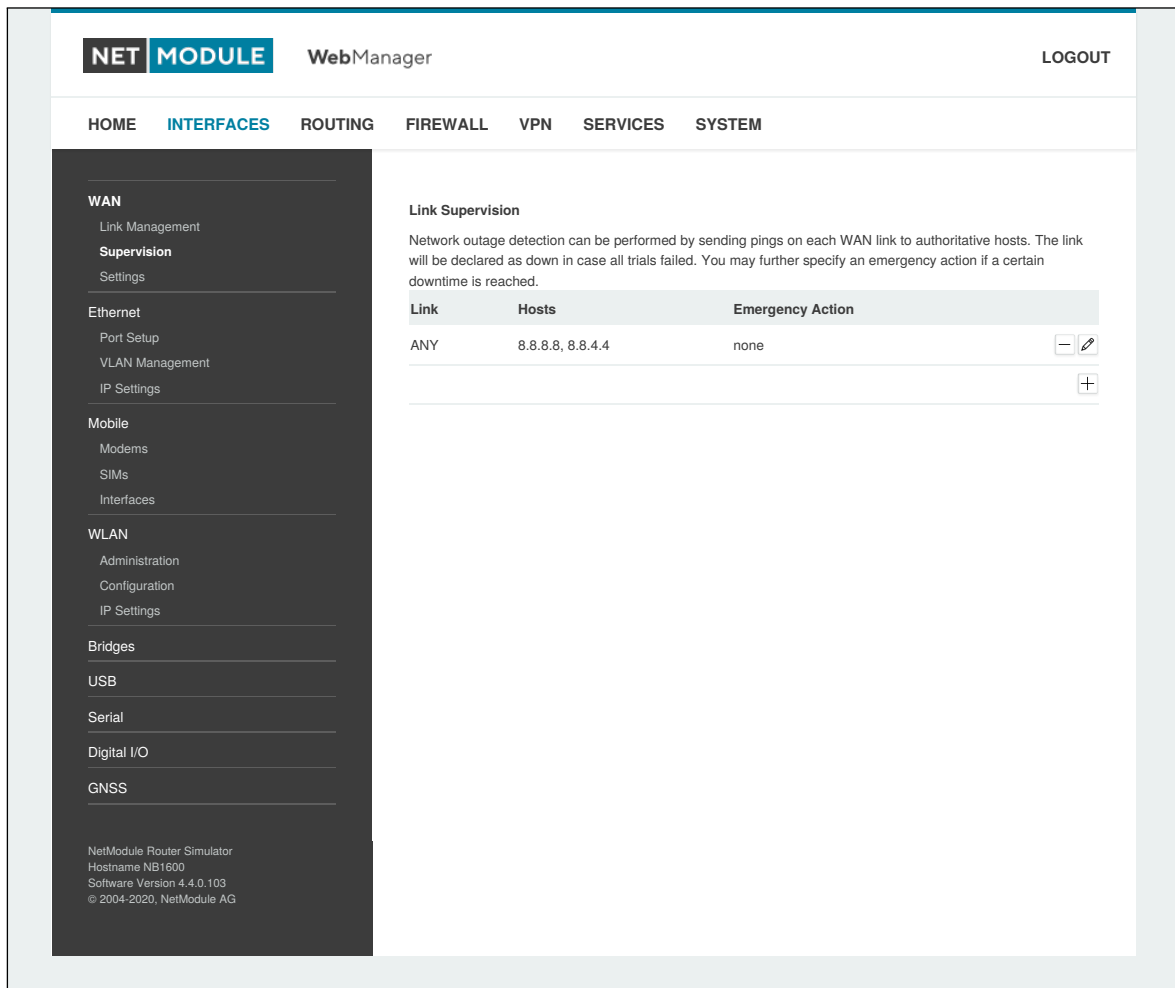 NET MODULE WebManager LOGOUT
HOME INTERFACES ROUTING FIREWALL VPN SERVICES SYSTEM
WAN
Link Management
Supervision
Settings
Ethernet
Port Setup
VLAN Management
IP Settings
Mobile
Modems
SIMs
Interfaces
WLAN
Administration
Configuration
IP Settings
Bridges
USB
Serial
Digital I/O
GNSS
NetModule Router Simulator
Hostname NB1600
Software Version 4.4.0.103
© 2004-2020, NetModule AG
Link Supervision
Network outage detection can be performed by sending pings on each WAN link to authoritative hosts. The link
will be declared as down in case all trials failed. You may further specify an emergency action if a certain
downtime is reached.
Link Hosts Emergency Action
ANY 8.8.8.8, 8.8.4.4 none